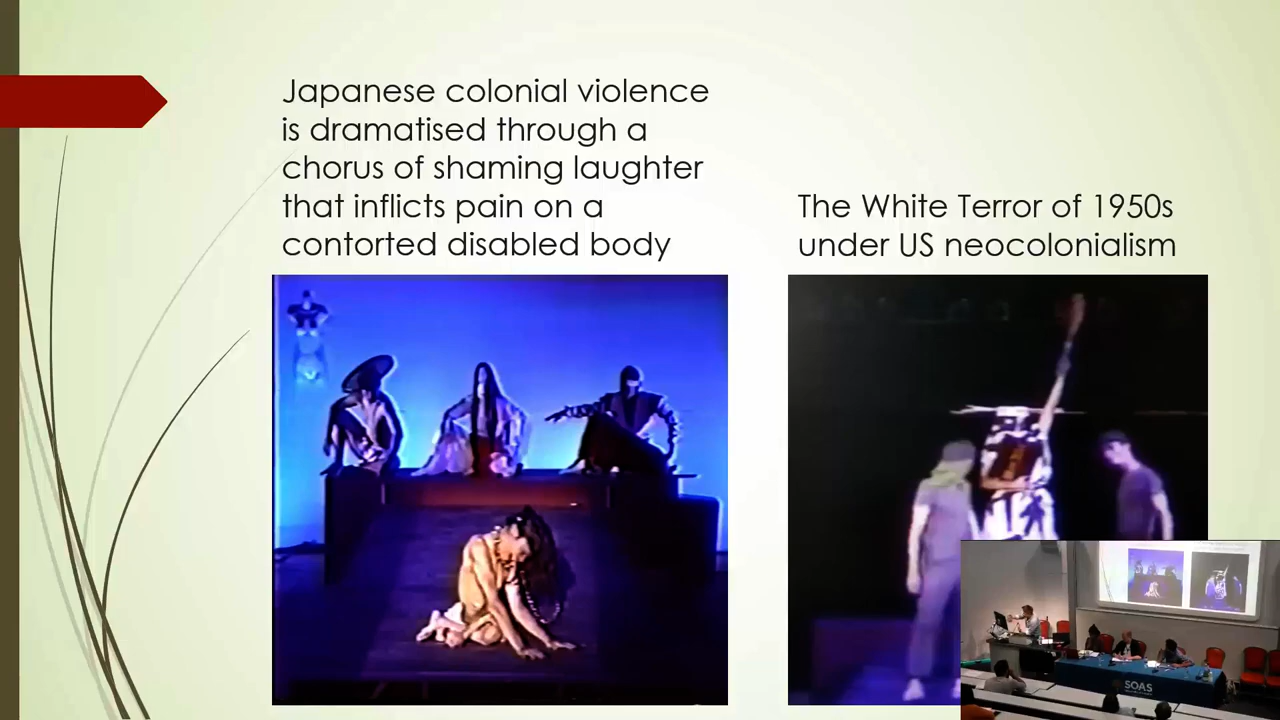 Japanese colonial violence
is dramatised through a
chorus of shaming laughter
that inflicts pain on a
contorted disabled body
The White Terror of 1950s
under US neocolonialism
SOAS